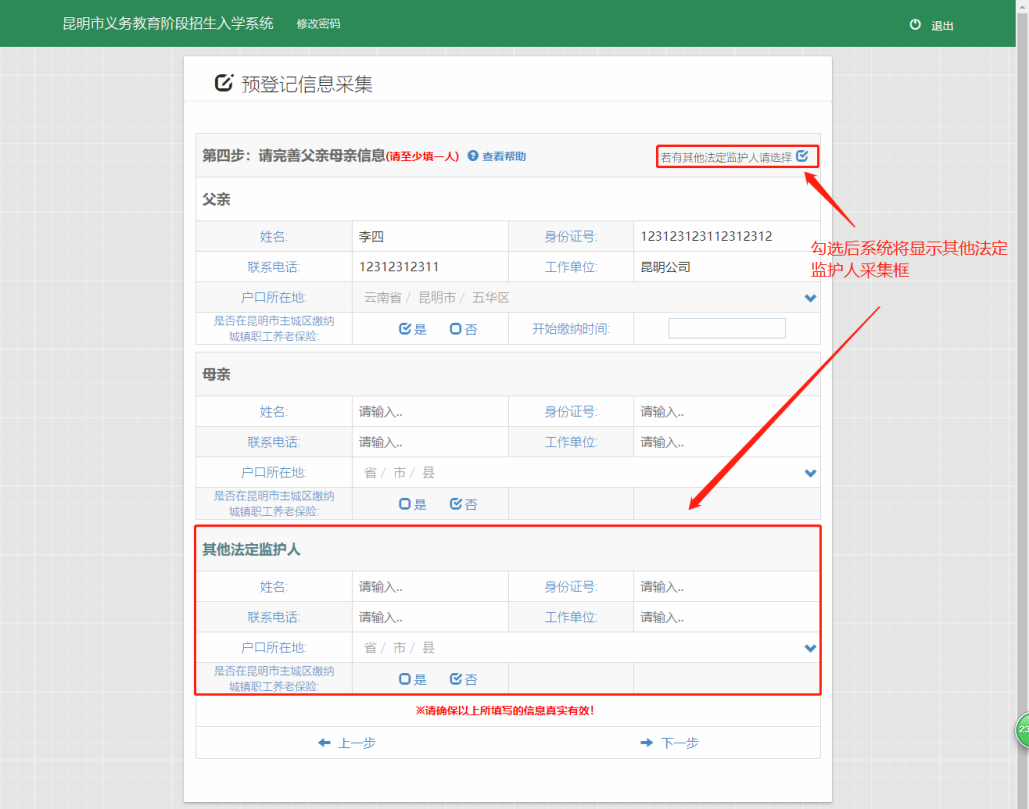 昆明市义务教育阶段招生入学系统 修改密码 退出
预登记信息采集
第四步：请完善父亲母亲信息(请至少填一人) 查看帮助 若有其他法定监护人请选择
父亲
姓名: 李四 身份证号: 123123123112312312
勾选后系统将显示其他法定
监护人采集框
联系电话: 12312312311 工作单位: 昆明公司
户口所在地: 云南省 / 昆明市 / 五华区
是否在昆明市主城区缴纳
城镇职工养老保险: 是 否 开始缴纳时间:
母亲
姓名: 请输入.. 身份证号: 请输入..
联系电话: 请输入.. 工作单位: 请输入..
户口所在地: 省 / 市 / 县
是否在昆明市主城区缴纳
城镇职工养老保险: 是 否
其他法定监护人
姓名: 请输入.. 身份证号: 请输入..
联系电话: 请输入.. 工作单位: 请输入..
户口所在地: 省 / 市 / 县
是否在昆明市主城区缴纳
城镇职工养老保险: 是 否
※请确保以上所填写的信息真实有效！
上一步 下一步